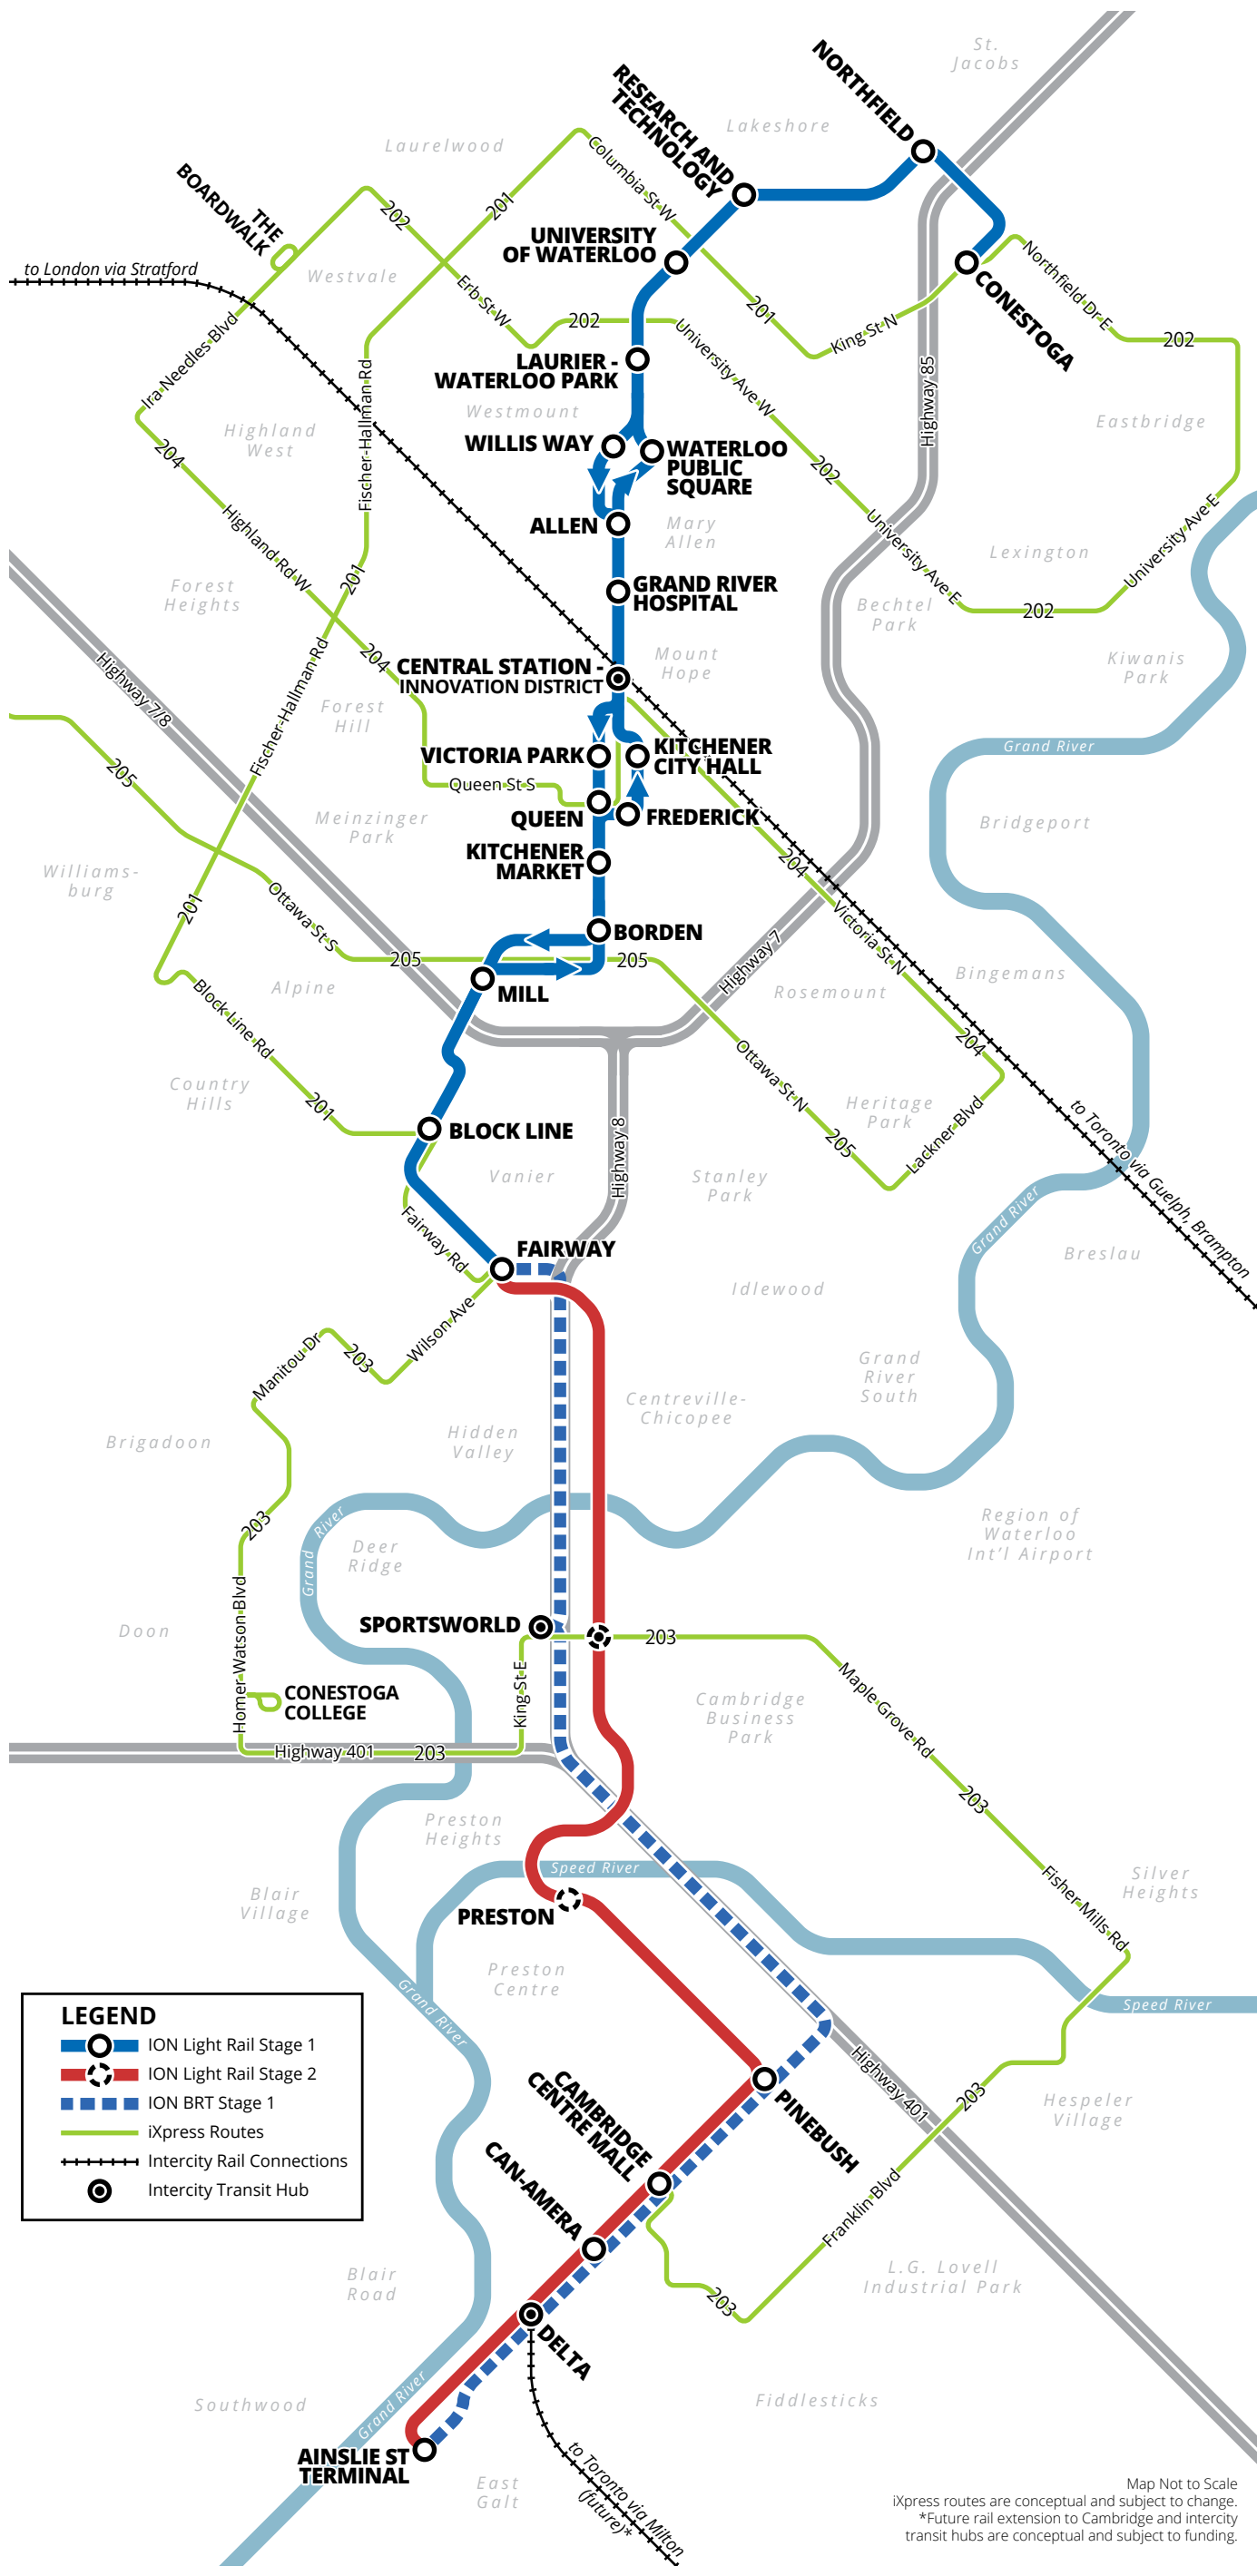 St.
Jacobs
NORTHFIELD
RESEARCH AND
TECHNOLOGY
Lakeshore
Laurelwood
Columbia St W
THE
BOARDWALK
202
201
UNIVERSITY
OF WATERLOO
Westvale
to London via Stratford
Erb St W
Northfield Dr E
CONESTOGA
201
202
King St N
202
Ira Needles Blvd
University Ave W
LAURIER -
WATERLOO PARK
Fischer-Hallman Rd
Highway 85
Westmount
Eastbridge
Highland
West
204
WILLIS WAY
WATERLOO
PUBLIC
SQUARE
202
Highland Rd W
ALLEN
Mary
Allen
University Ave E
University Ave E
Lexington
201
Forest
Heights
GRAND RIVER
HOSPITAL
Bechtel
Park
202
204
Mount
Hope
Kiwanis
Park
CENTRAL STATION -
INNOVATION DISTRICT
Highway 7/8
Fischer-Hallman Rd
Forest
Hill
205
VICTORIA PARK
KITCHENER
CITY HALL
Grand River
Queen St S
QUEEN
FREDERICK
Meinzinger
Park
Bridgeport
KITCHENER
MARKET
204
Williams-
burg
201
Ottawa St S
Victoria St N
BORDEN
205
205
Highway 7
Bingemans
Alpine
MILL
Rosemount
Block Line Rd
204
Ottawa St N
Country
Hills
201
Heritage
Park
BLOCK LINE
205
Lackner Blvd
to Toronto via Guelph, Brampton
Vanier
Highway 8
Stanley
Park
Grand River
Fairway Rd
FAIRWAY
Breslau
Idlewood
Wilson Ave
Manitou Dr
203
Grand
River
South
Centreville-
Chicopee
Brigadoon
Hidden
Valley
203
Grand River
Deer
Ridge
Region of
Waterloo
Int'l Airport
Homer Watson Blvd
Doon
SPORTSWORLD
203
King St E
Maple Grove Rd
CONESTOGA
COLLEGE
Cambridge
Business
Park
Highway 401
203
203
Preston
Heights
Speed River
Fisher Mills Rd
Silver
Heights
Blair
Village
PRESTON
Preston
Centre
Grand River
Speed River
LEGEND
ION Light Rail Stage 1
ION Light Rail Stage 2
ION BRT Stage 1
iXpress Routes
Intercity Rail Connections
Intercity Transit Hub
Highway 401
203
CAMBRIDGE
CENTRE MALL
PINEBUSH
Hespeler
Village
CAN-AMERA
Franklin Blvd
Blair
Road
L.G. Lovell
Industrial Park
203
DELTA
Southwood
Grand River
Fiddlesticks
AINSLIE ST
TERMINAL
East
Galt
to Toronto via Milton
(future)*
Map Not to Scale
iXpress routes are conceptual and subject to change.
*Future rail extension to Cambridge and intercity
transit hubs are conceptual and subject to funding.